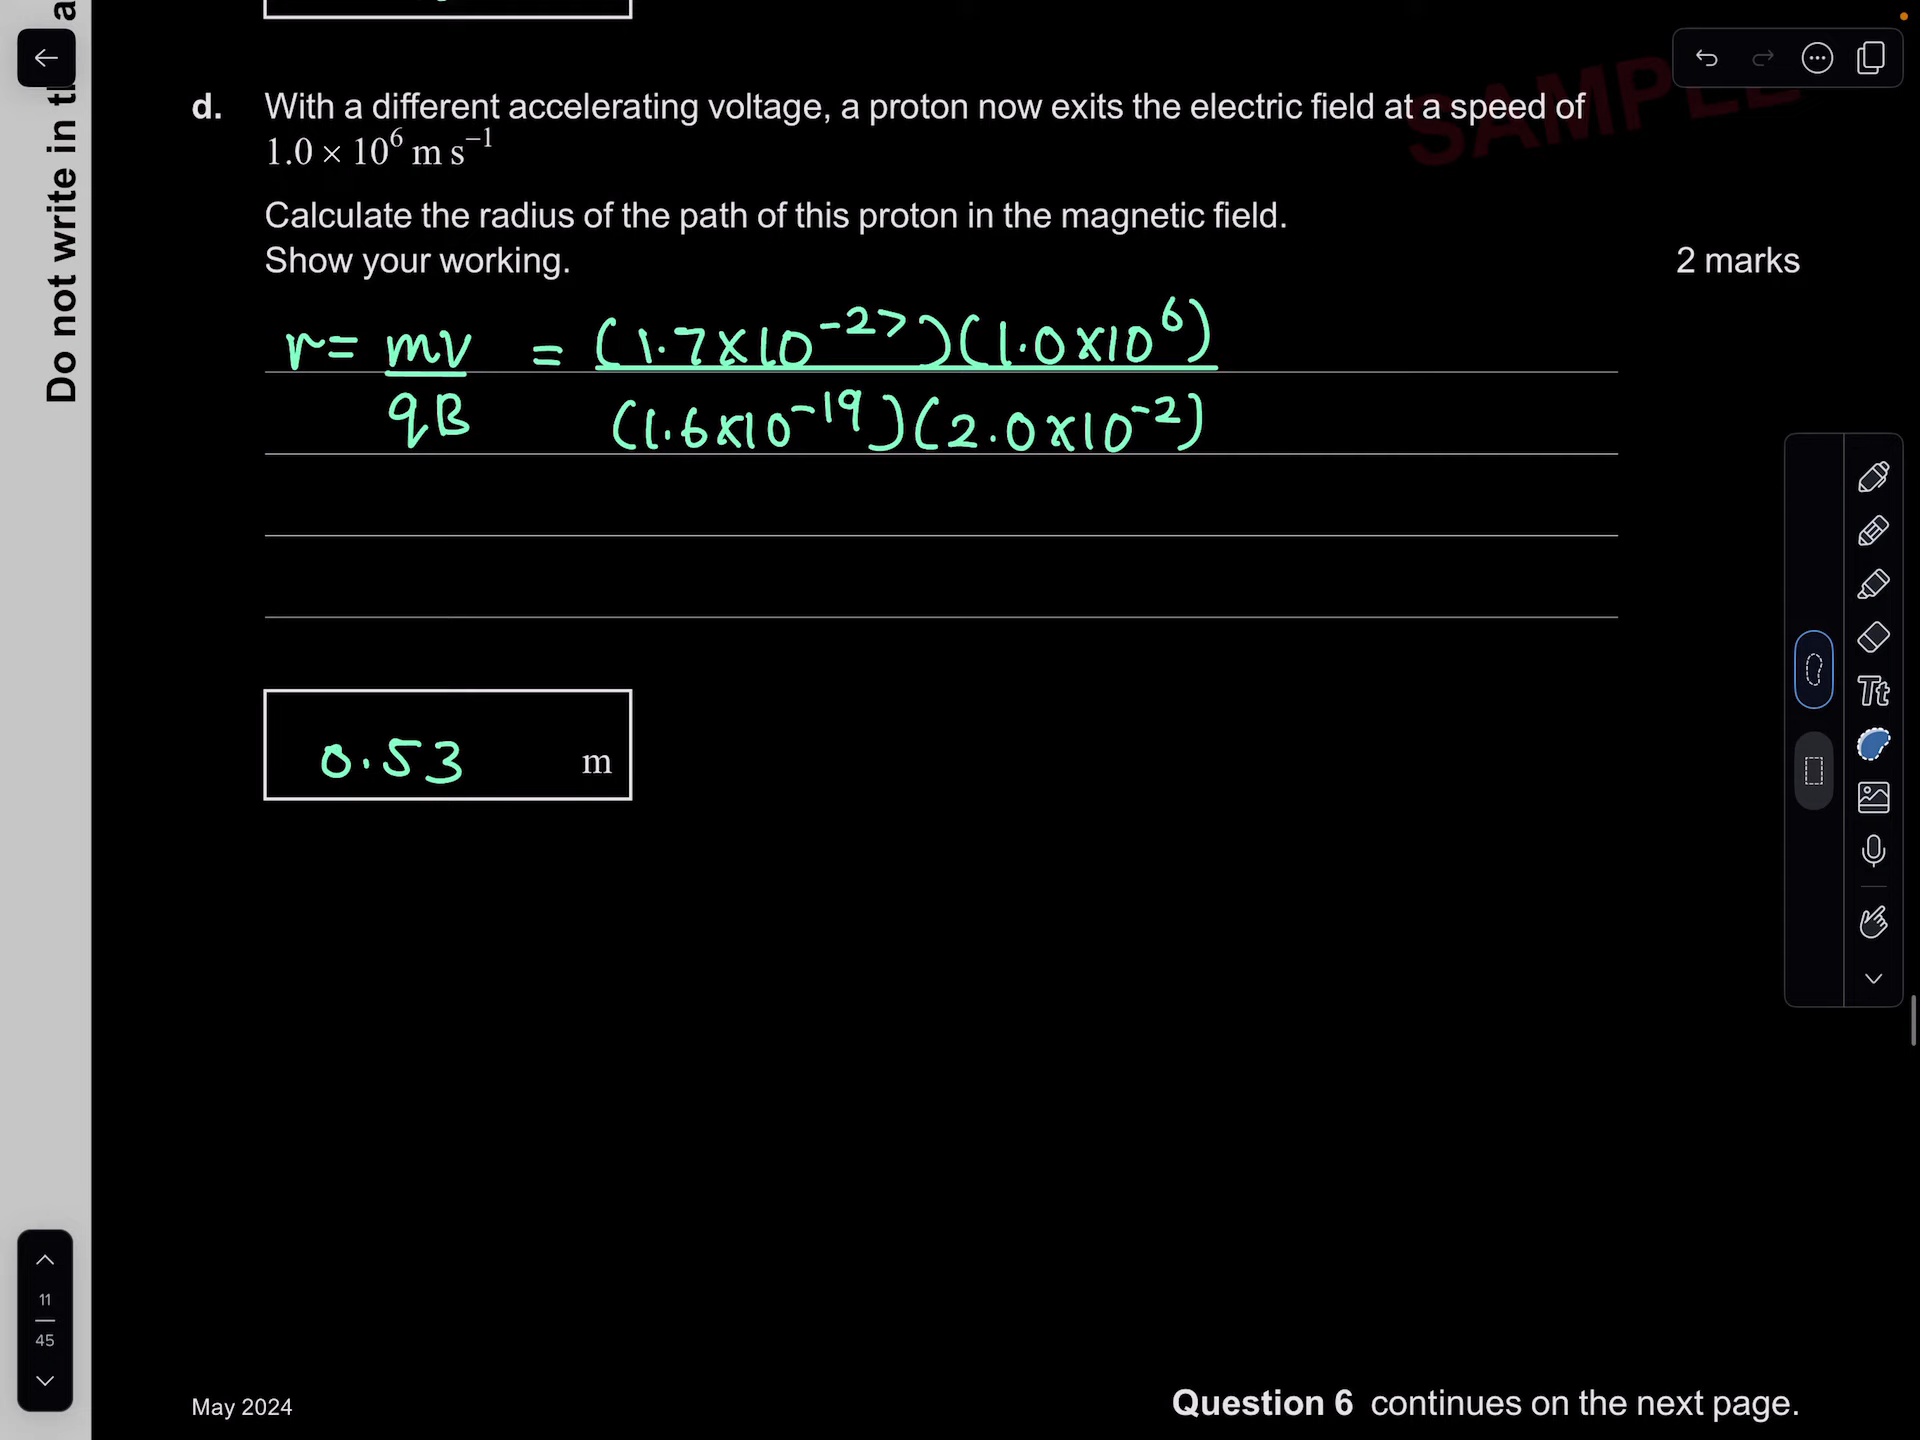 Do not write in t
a
SAMPLE
d. With a different accelerating voltage, a proton now exits the electric field at a speed of
1.0 × 10⁶ m s⁻¹
Calculate the radius of the path of this proton in the magnetic field.
Show your working. 2 marks
r = mv/qB = (1.7×10⁻²⁷)(1.0×10⁶)/(1.6×10⁻¹⁹)(2.0×10⁻²)
0.53 m
Tt
11
45
May 2024
Question 6 continues on the next page.